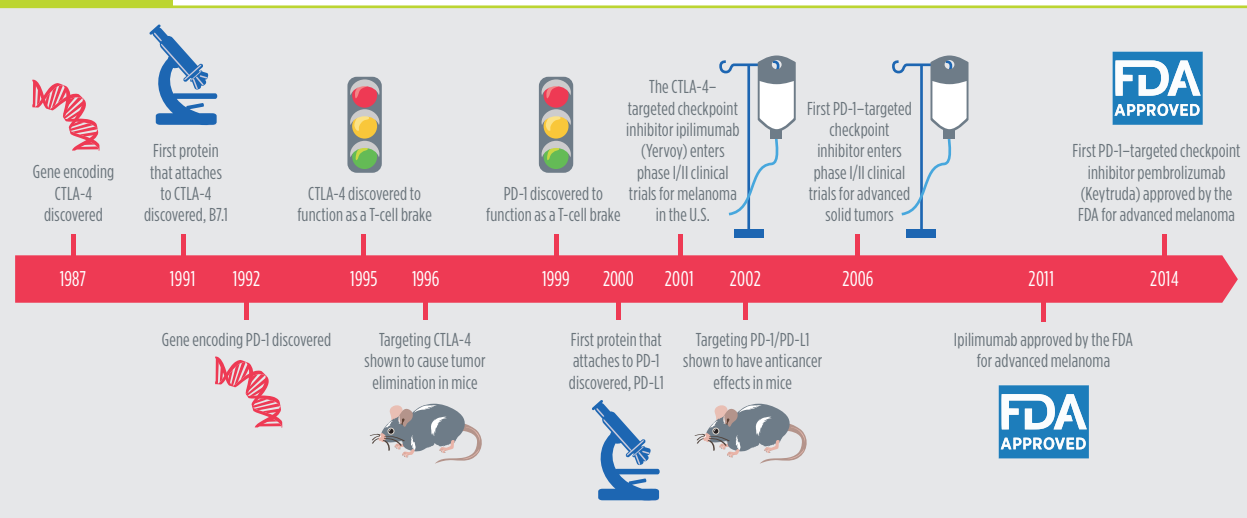 Gene encoding
CTLA-4
discovered
First protein
that attaches
to CTLA-4
discovered, B7.1
CTLA-4 discovered to
function as a T-cell brake
PD-1 discovered to
function as a T-cell brake
The CTLA-4–
targeted checkpoint
inhibitor ipilimumab
(Yervoy) enters
phase I/II clinical
trials for melanoma
in the U.S.
First PD-1–targeted
checkpoint
inhibitor enters
phase I/II clinical
trials for advanced
solid tumors
FDA
APPROVED
First PD-1–targeted checkpoint
inhibitor pembrolizumab
(Keytruda) approved by the
FDA for advanced melanoma
1987 1991 1992 1995 1996 1999 2000 2001 2002 2006 2011 2014
Gene encoding PD-1 discovered
Targeting CTLA-4
shown to cause tumor
elimination in mice
First protein that
attaches to PD-1
discovered, PD-L1
Targeting PD-1/PD-L1
shown to have anticancer
effects in mice
Ipilimumab approved by the FDA
for advanced melanoma
FDA
APPROVED